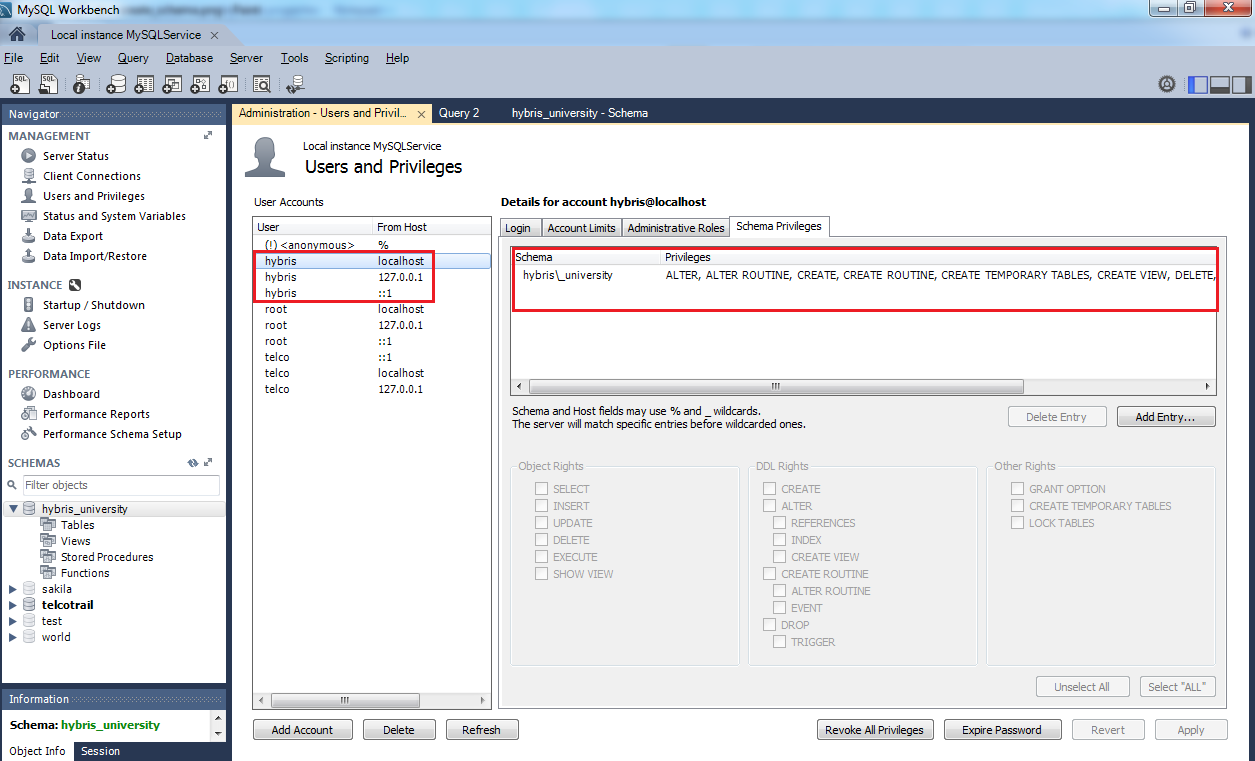 MySQL Workbench
Local instance MySQLService
File Edit View Query Database Server Tools Scripting Help
Navigator
MANAGEMENT
Server Status
Client Connections
Users and Privileges
Status and System Variables
Data Export
Data Import/Restore
INSTANCE
Startup / Shutdown
Server Logs
Options File
PERFORMANCE
Dashboard
Performance Reports
Performance Schema Setup
SCHEMAS
Filter objects
hybris_university
Tables
Views
Stored Procedures
Functions
sakila
telcotrail
test
world
Information
Schema: hybris_university
Object Info Session
Administration - Users and Privil... Query 2 hybris_university - Schema
Local instance MySQLService
Users and Privileges
User Accounts
User From Host
(!) <anonymous> %
hybris localhost
hybris 127.0.0.1
hybris ::1
root localhost
root 127.0.0.1
root ::1
telco ::1
telco localhost
telco 127.0.0.1
Add Account Delete Refresh
Details for account hybris@localhost
Login Account Limits Administrative Roles Schema Privileges
Schema Privileges
hybris\_university ALTER, ALTER ROUTINE, CREATE, CREATE ROUTINE, CREATE TEMPORARY TABLES, CREATE VIEW, DELETE,
Schema and Host fields may use % and _ wildcards.
The server will match specific entries before wildcarded ones.
Delete Entry Add Entry...
Object Rights
SELECT
INSERT
UPDATE
DELETE
EXECUTE
SHOW VIEW
DDL Rights
CREATE
ALTER
REFERENCES
INDEX
CREATE VIEW
CREATE ROUTINE
ALTER ROUTINE
EVENT
DROP
TRIGGER
Other Rights
GRANT OPTION
CREATE TEMPORARY TABLES
LOCK TABLES
Unselect All Select "ALL"
Revoke All Privileges Expire Password Revert Apply